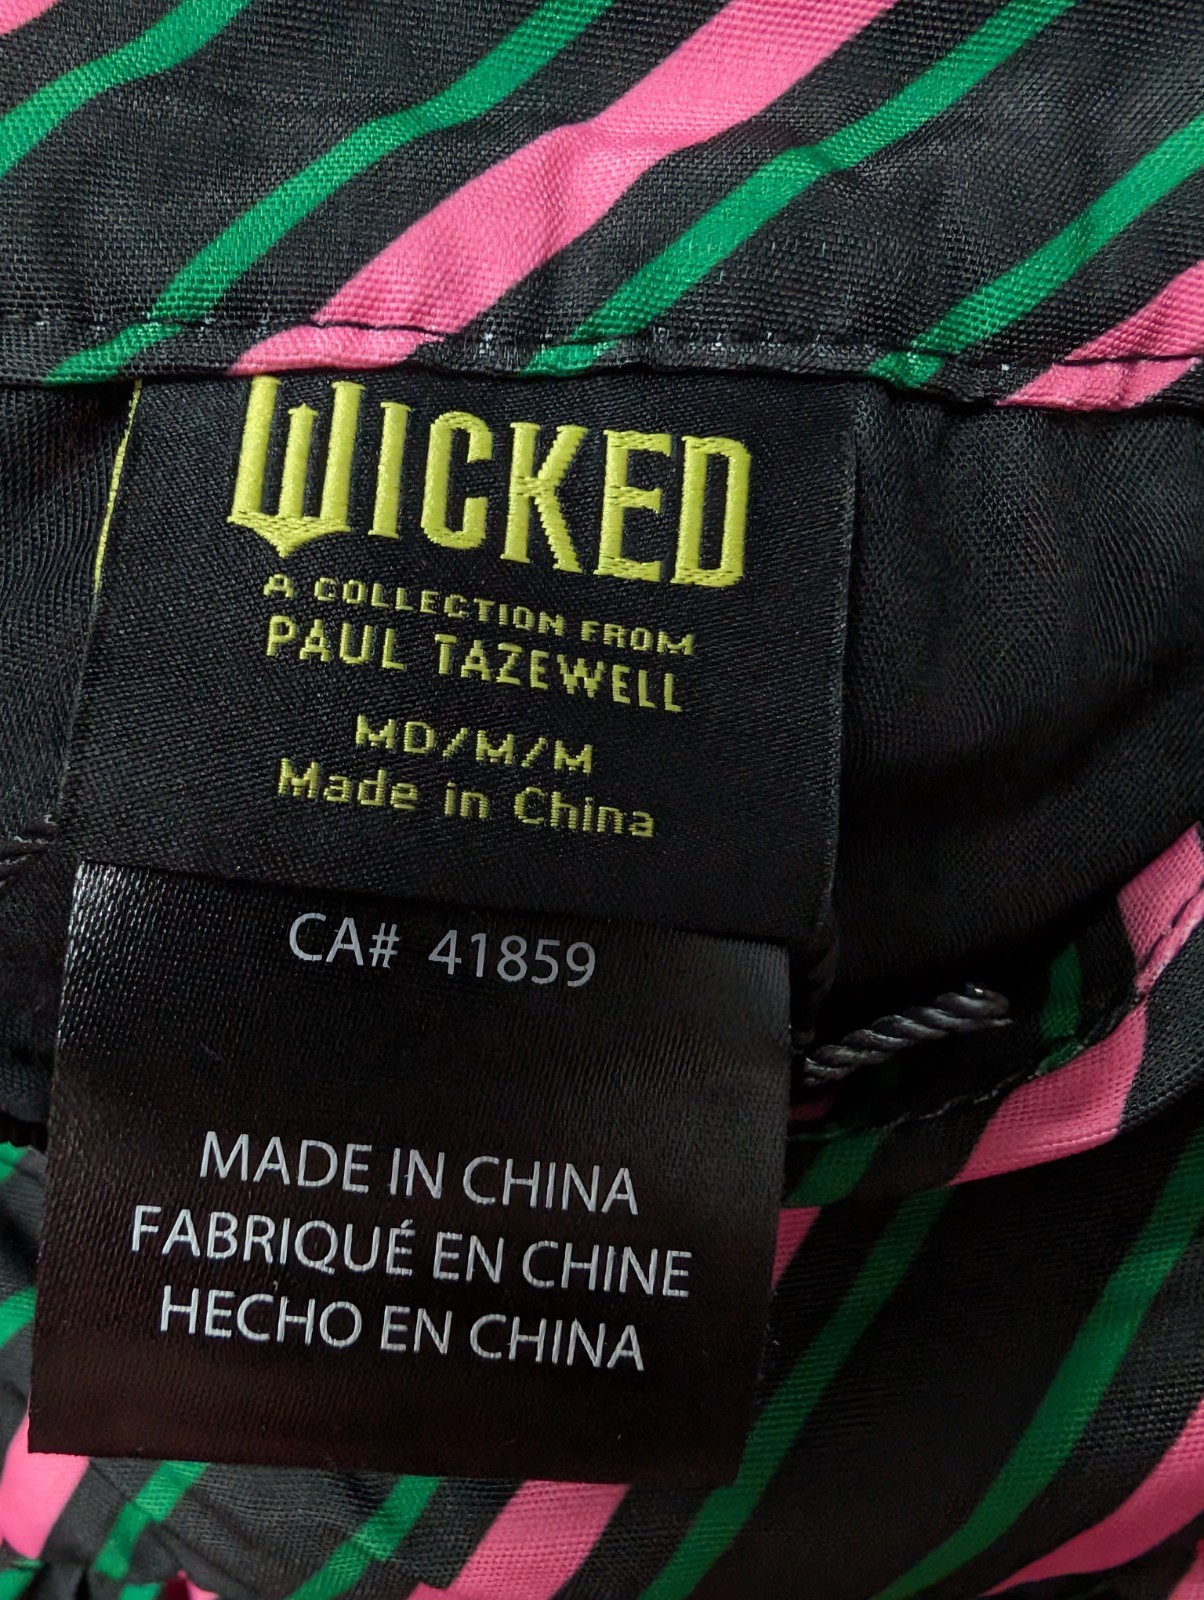 WICKED
A COLLECTION FROM
PAUL TAZEWELL
MD/M/M
Made in China
CA# 41859
MADE IN CHINA
FABRIQUÉ EN CHINE
HECHO EN CHINA